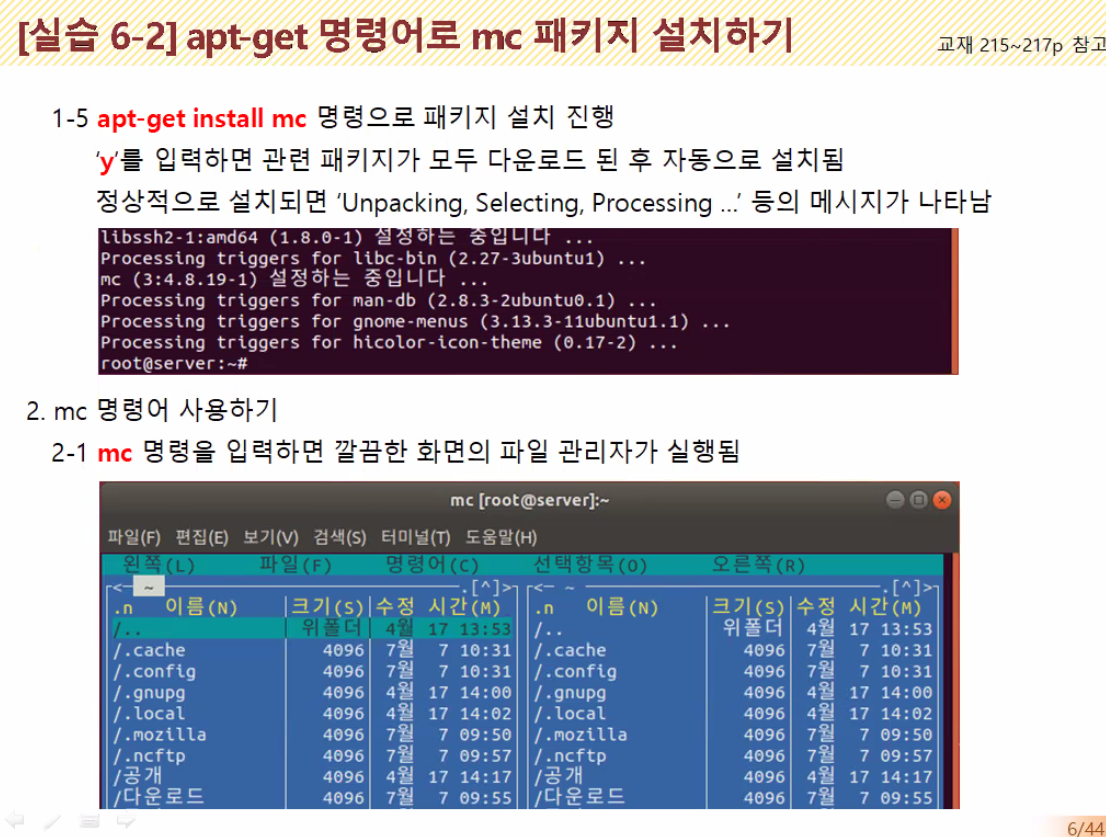 [실습 6-2] apt-get 명령어로 mc 패키지 설치하기
교재 215~217p 참고
1-5 apt-get install mc 명령으로 패키지 설치 진행
‘y’를 입력하면 관련 패키지가 모두 다운로드 된 후 자동으로 설치됨
정상적으로 설치되면 ‘Unpacking, Selecting, Processing ...’ 등의 메시지가 나타남
libssh2-1:amd64 (1.8.0-1) 설정하는 중입니다 ...
Processing triggers for libc-bin (2.27-3ubuntu1) ...
mc (3:4.8.19-1) 설정하는 중입니다 ...
Processing triggers for man-db (2.8.3-2ubuntu0.1) ...
Processing triggers for gnome-menus (3.13.3-11ubuntu1.1) ...
Processing triggers for hicolor-icon-theme (0.17-2) ...
root@server:~#
2. mc 명령어 사용하기
2-1 mc 명령을 입력하면 깔끔한 화면의 파일 관리자가 실행됨
mc [root@server]:~
파일(F) 편집(E) 보기(V) 검색(S) 터미널(T) 도움말(H)
왼쪽(L) 파일(F) 명령어(C) 선택항목(O) 오른쪽(R)
<─ ~ ─.[^]> <─ ~ ─.[^]>
.n 이름(N) 크기(S) 수정 시간(M) .n 이름(N) 크기(S) 수정 시간(M)
/.. 위폴더 4월 17 13:53 /.. 위폴더 4월 17 13:53
/.cache 4096 7월 7 10:31 /.cache 4096 7월 7 10:31
/.config 4096 7월 7 10:31 /.config 4096 7월 7 10:31
/.gnupg 4096 4월 17 14:00 /.gnupg 4096 4월 17 14:00
/.local 4096 4월 17 14:02 /.local 4096 4월 17 14:02
/.mozilla 4096 7월 7 09:50 /.mozilla 4096 7월 7 09:50
/.ncftp 4096 7월 7 09:57 /.ncftp 4096 7월 7 09:57
/공개 4096 4월 17 14:17 /공개 4096 4월 17 14:17
/다운로드 4096 7월 7 09:55 /다운로드 4096 7월 7 09:55
6/44